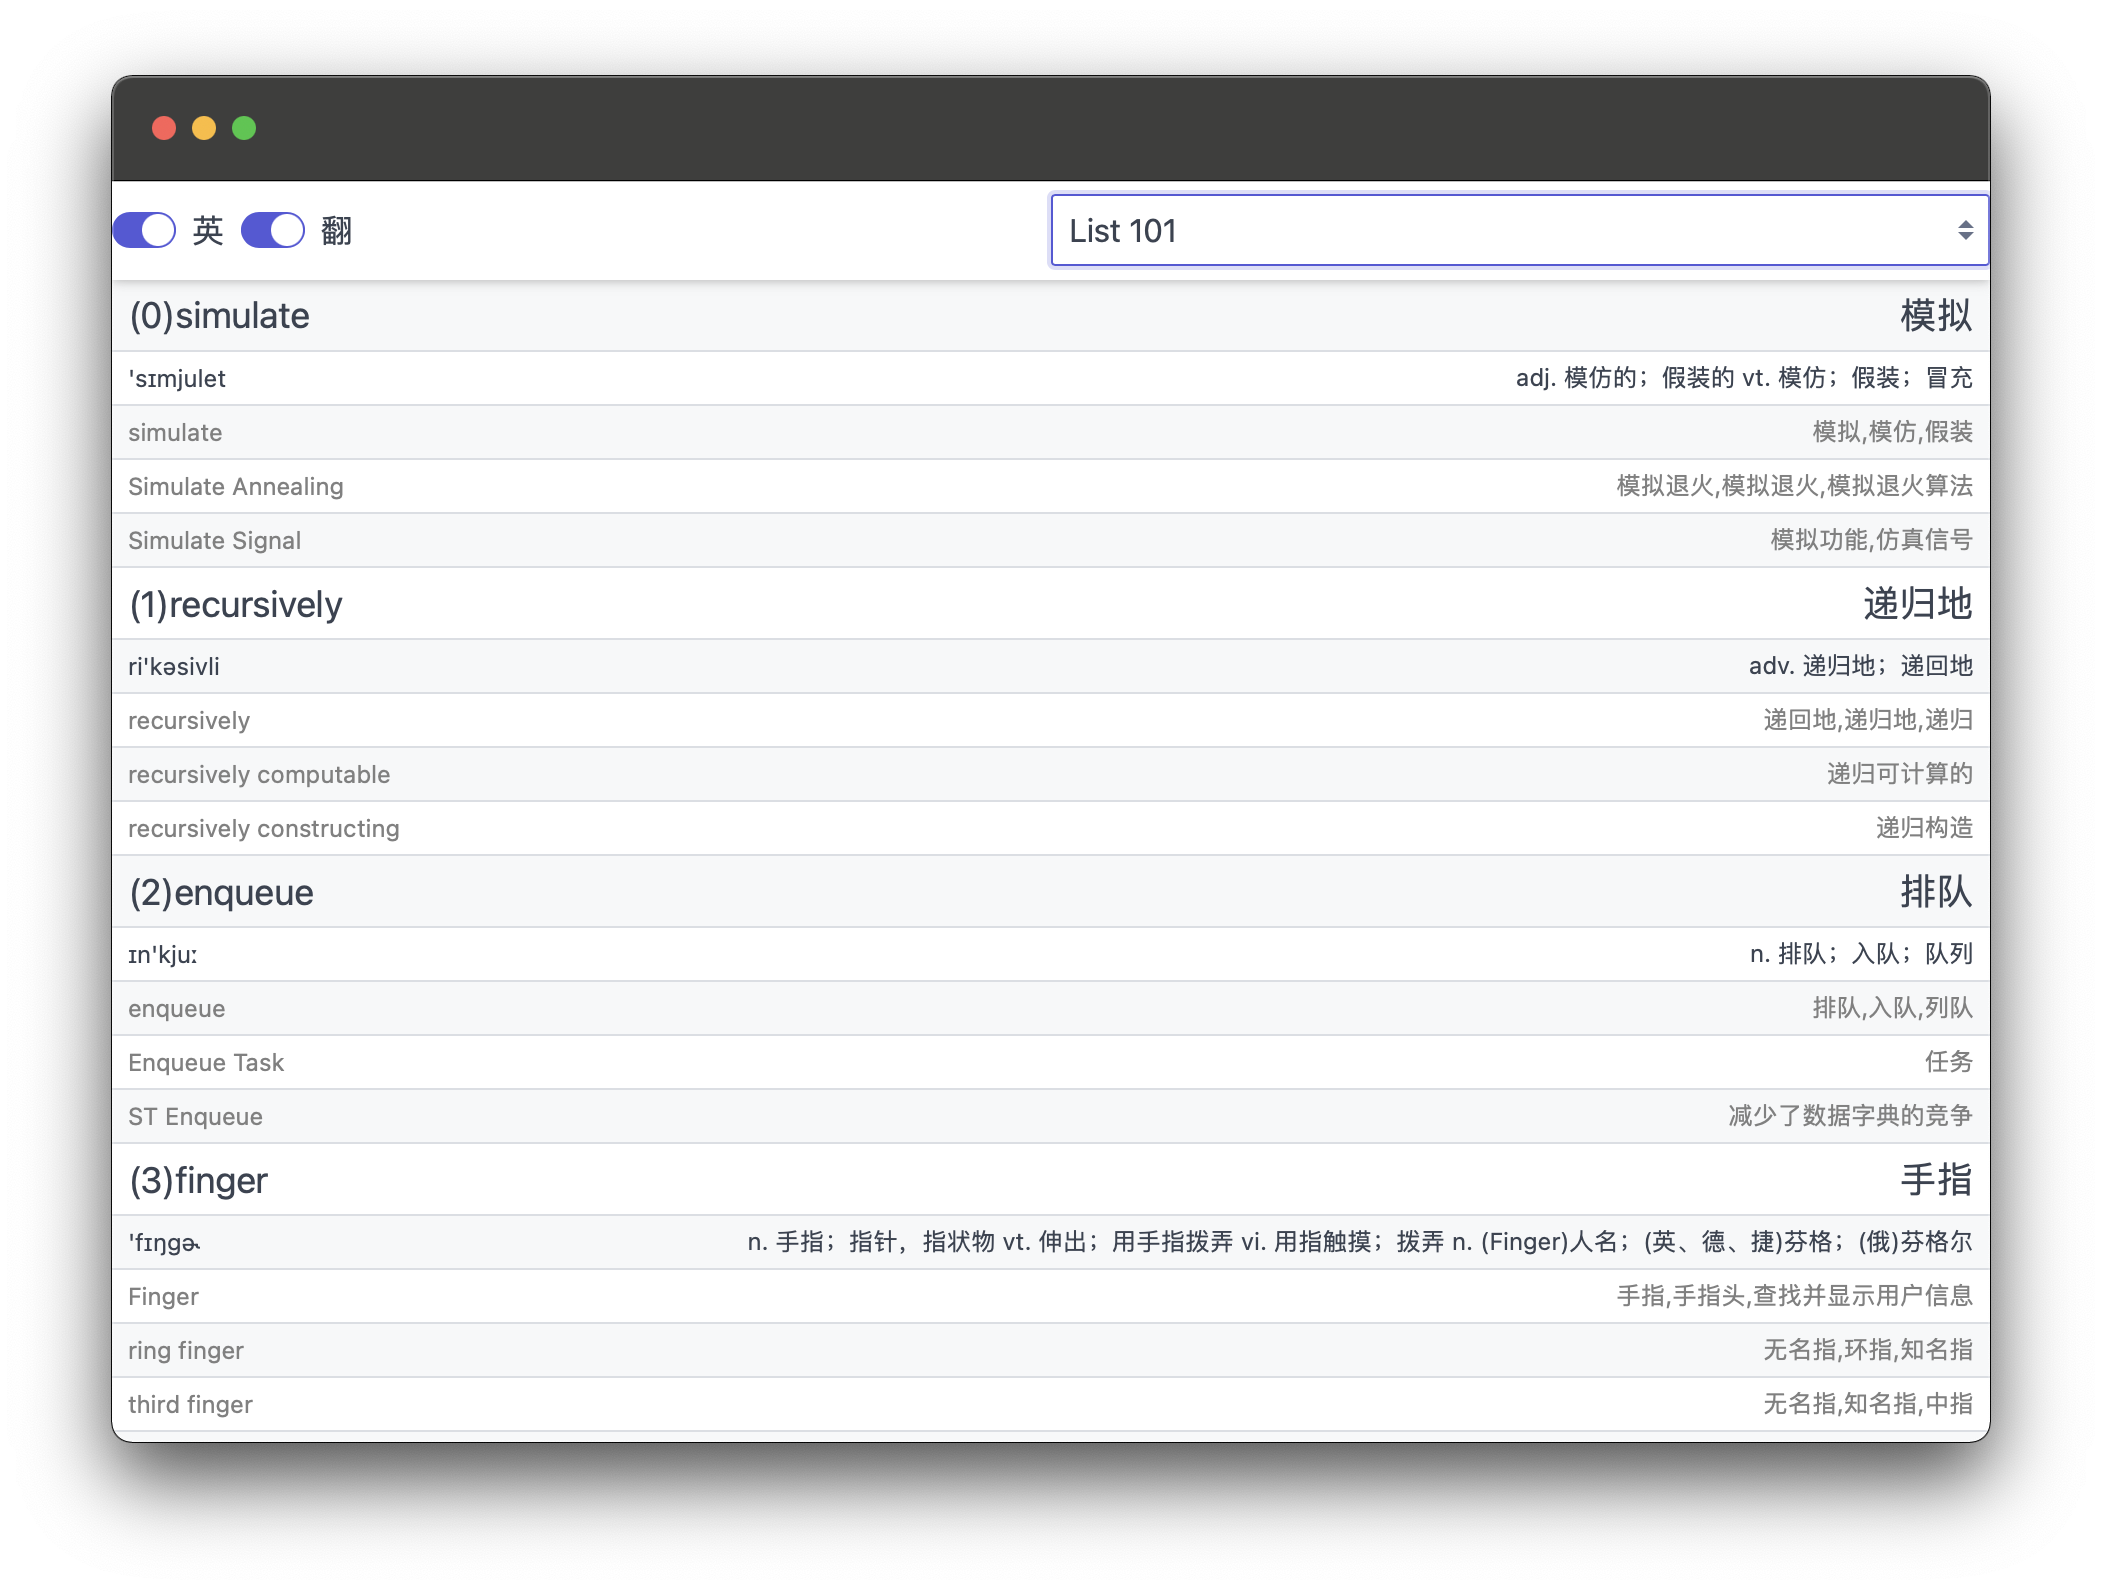 英 翻 List 101
(0)simulate 模拟
'sɪmjulet adj. 模仿的；假装的 vt. 模仿；假装；冒充
simulate 模拟,模仿,假装
Simulate Annealing 模拟退火,模拟退火,模拟退火算法
Simulate Signal 模拟功能,仿真信号
(1)recursively 递归地
ri'kəsivli adv. 递归地；递回地
recursively 递回地,递归地,递归
recursively computable 递归可计算的
recursively constructing 递归构造
(2)enqueue 排队
ɪn'kjuː n. 排队；入队；队列
enqueue 排队,入队,列队
Enqueue Task 任务
ST Enqueue 减少了数据字典的竞争
(3)finger 手指
'fɪŋgɚ n. 手指；指针，指状物 vt. 伸出；用手指拨弄 vi. 用指触摸；拨弄 n. (Finger)人名；(英、德、捷)芬格；(俄)芬格尔
Finger 手指,手指头,查找并显示用户信息
ring finger 无名指,环指,知名指
third finger 无名指,知名指,中指